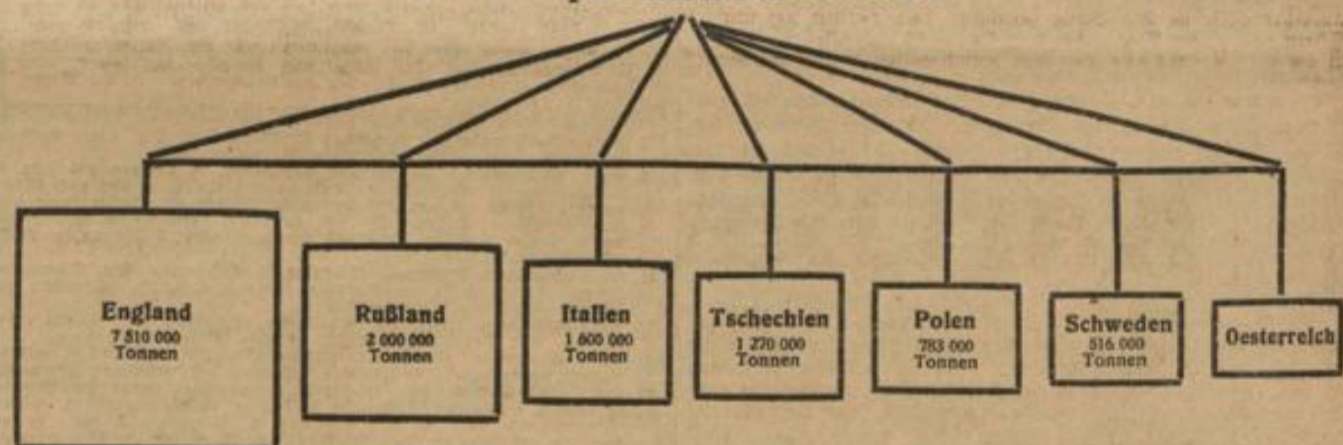 England
7 510 000
Tonnen
Rußland
2 000 000
Tonnen
Italien
1 600 000
Tonnen
Tschechien
1 270 000
Tonnen
Polen
783 000
Tonnen
Schweden
516 000
Tonnen
Oesterreich